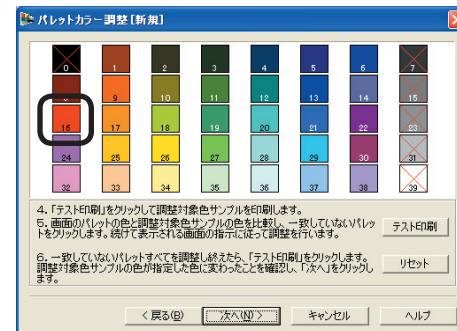 パレットカラー調整[新規]
0 1 2 3 4 5 6 7
9 10 11 12 13 14 15
16 17 18 19 20 21 22 23
24 25 26 27 28 29 30 31
32 33 34 35 36 37 38 39
4. 「テスト印刷」をクリックして調整対象色サンプルを印刷します。
5. 画面のパレットの色と調整対象色サンプルの色を比較し、一致していないパレッ
トをクリックします。続けて表示される画面の指示に従って調整を行います。
テスト印刷
6. 一致していないパレットすべてを調整し終えたら、「テスト印刷」をクリックします。
調整対象色サンプルの色が指定した色に変わったことを確認し、「次へ」をクリックし
ます。
リセット
< 戻る(B) 次へ(N) > キャンセル ヘルプ